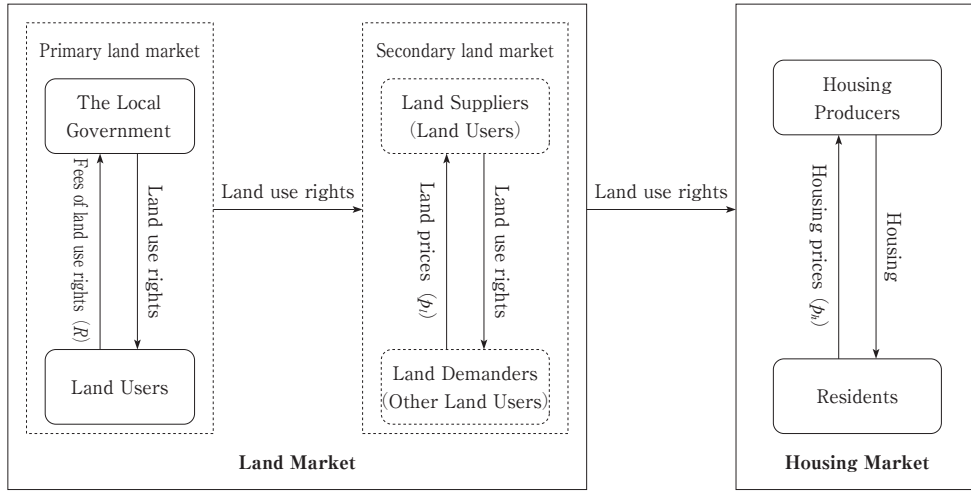 Primary land market
The Local
Government
Fees of land use rights (R)
Land use rights
Land Users
Land use rights
Secondary land market
Land Suppliers
(Land Users)
Land prices (pl)
Land use rights
Land Demanders
(Other Land Users)
Land Market
Land use rights
Housing
Producers
Housing prices (ph)
Housing
Residents
Housing Market